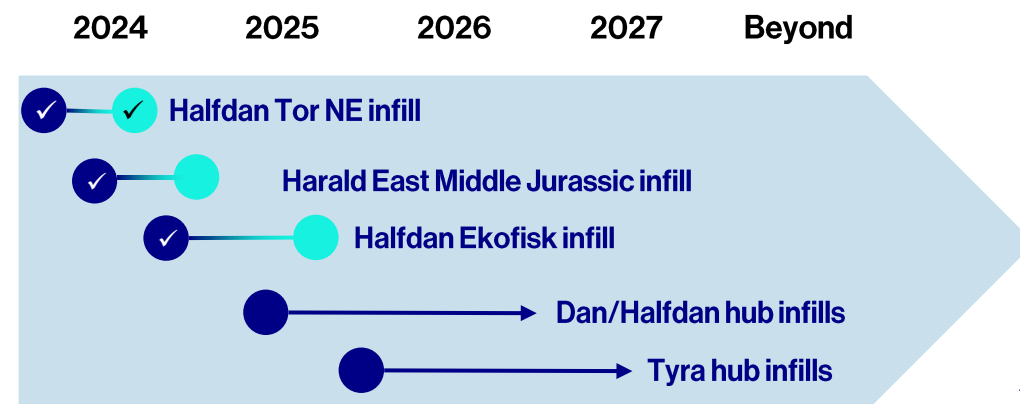 2024 2025 2026 2027 Beyond
Halfdan Tor NE infill
Harald East Middle Jurassic infill
Halfdan Ekofisk infill
Dan/Halfdan hub infills
Tyra hub infills